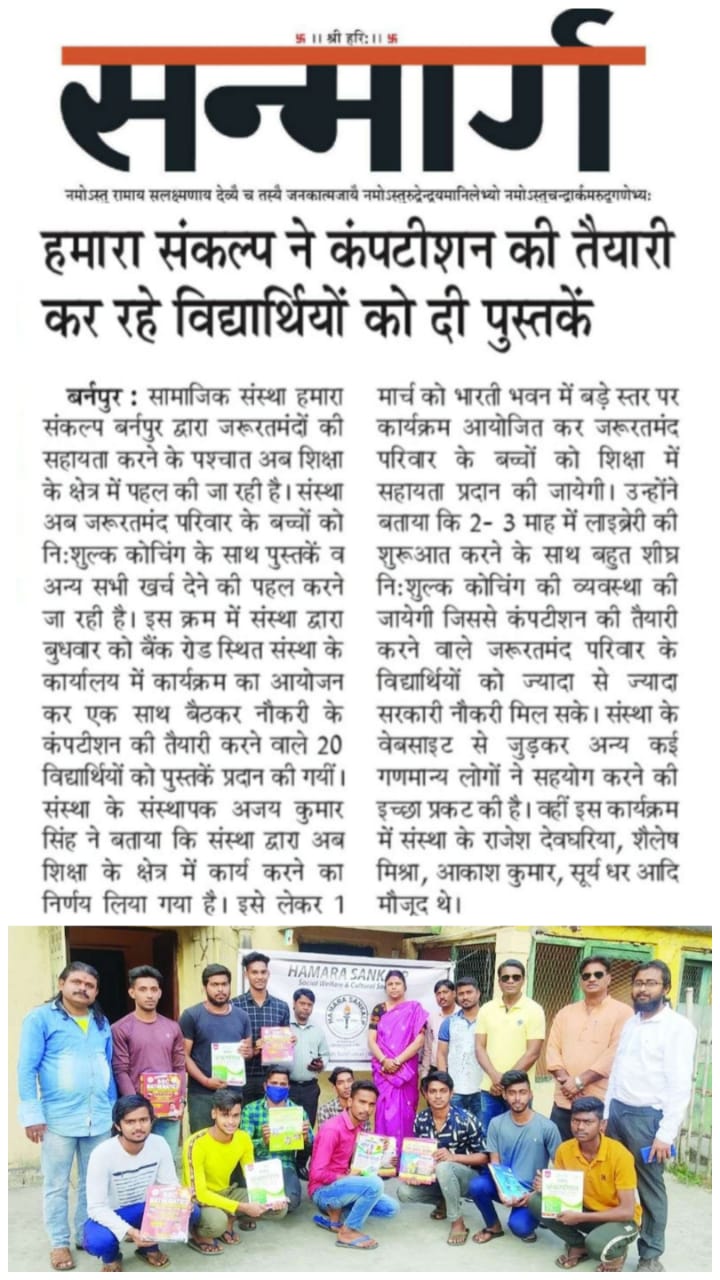 卐 ।। श्री हरि: ।। 卐
सन्मार्ग
नमोऽस्तु रामाय सलक्ष्मणाय देव्यै च तस्यै जनकात्मजायै नमोऽस्तुरुद्रेन्द्रयमानिलेभ्यो नमोऽस्तुचन्द्रार्कमरुद्गणेभ्यः
हमारा संकल्प ने कंपटीशन की तैयारी
कर रहे विद्यार्थियों को दी पुस्तकें
बर्नपुर : सामाजिक संस्था हमारा
संकल्प बर्नपुर द्वारा जरूरतमंदों की
सहायता करने के पश्चात अब शिक्षा
के क्षेत्र में पहल की जा रही है। संस्था
अब जरूरतमंद परिवार के बच्चों को
नि:शुल्क कोचिंग के साथ पुस्तकें व
अन्य सभी खर्च देने की पहल करने
जा रही है। इस क्रम में संस्था द्वारा
बुधवार को बैंक रोड स्थित संस्था के
कार्यालय में कार्यक्रम का आयोजन
कर एक साथ बैठकर नौकरी के
कंपटीशन की तैयारी करने वाले 20
विद्यार्थियों को पुस्तकें प्रदान की गयीं।
संस्था के संस्थापक अजय कुमार
सिंह ने बताया कि संस्था द्वारा अब
शिक्षा के क्षेत्र में कार्य करने का
निर्णय लिया गया है। इसे लेकर 1
मार्च को भारती भवन में बड़े स्तर पर
कार्यक्रम आयोजित कर जरूरतमंद
परिवार के बच्चों को शिक्षा में
सहायता प्रदान की जायेगी। उन्होंने
बताया कि 2- 3 माह में लाइब्रेरी की
शुरूआत करने के साथ बहुत शीघ्र
नि:शुल्क कोचिंग की व्यवस्था की
जायेगी जिससे कंपटीशन की तैयारी
करने वाले जरूरतमंद परिवार के
विद्यार्थियों को ज्यादा से ज्यादा
सरकारी नौकरी मिल सके। संस्था के
वेबसाइट से जुड़कर अन्य कई
गणमान्य लोगों ने सहयोग करने की
इच्छा प्रकट की है। वहीं इस कार्यक्रम
में संस्था के राजेश देवघरिया, शैलेष
मिश्रा, आकाश कुमार, सूर्य धर आदि
मौजूद थे।
HAMARA SANKALP
Social Welfare & Cultural
HAMARA SANKALP